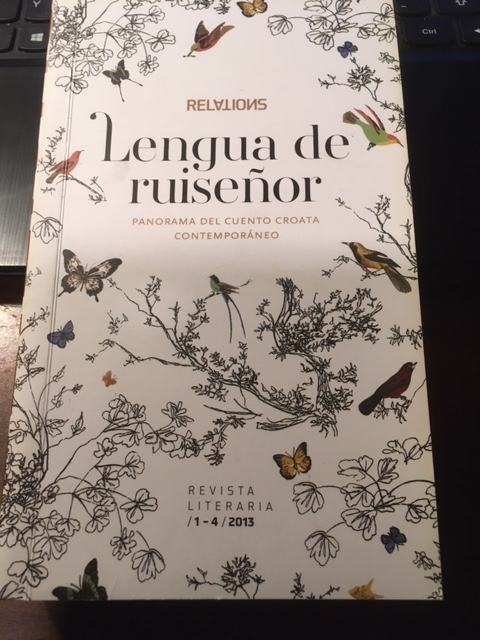 RELATIONS
Lengua de
ruiseñor
PANORAMA DEL CUENTO CROATA
CONTEMPORÁNEO
REVISTA
LITERARIA
/1-4/2013
Ctrl